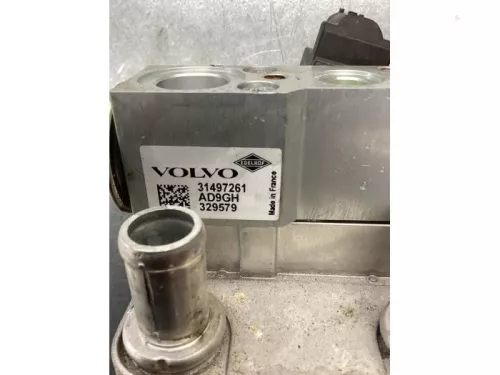 VOLVO
EGELHOF
31497261
AD9GH
329579
Made in France